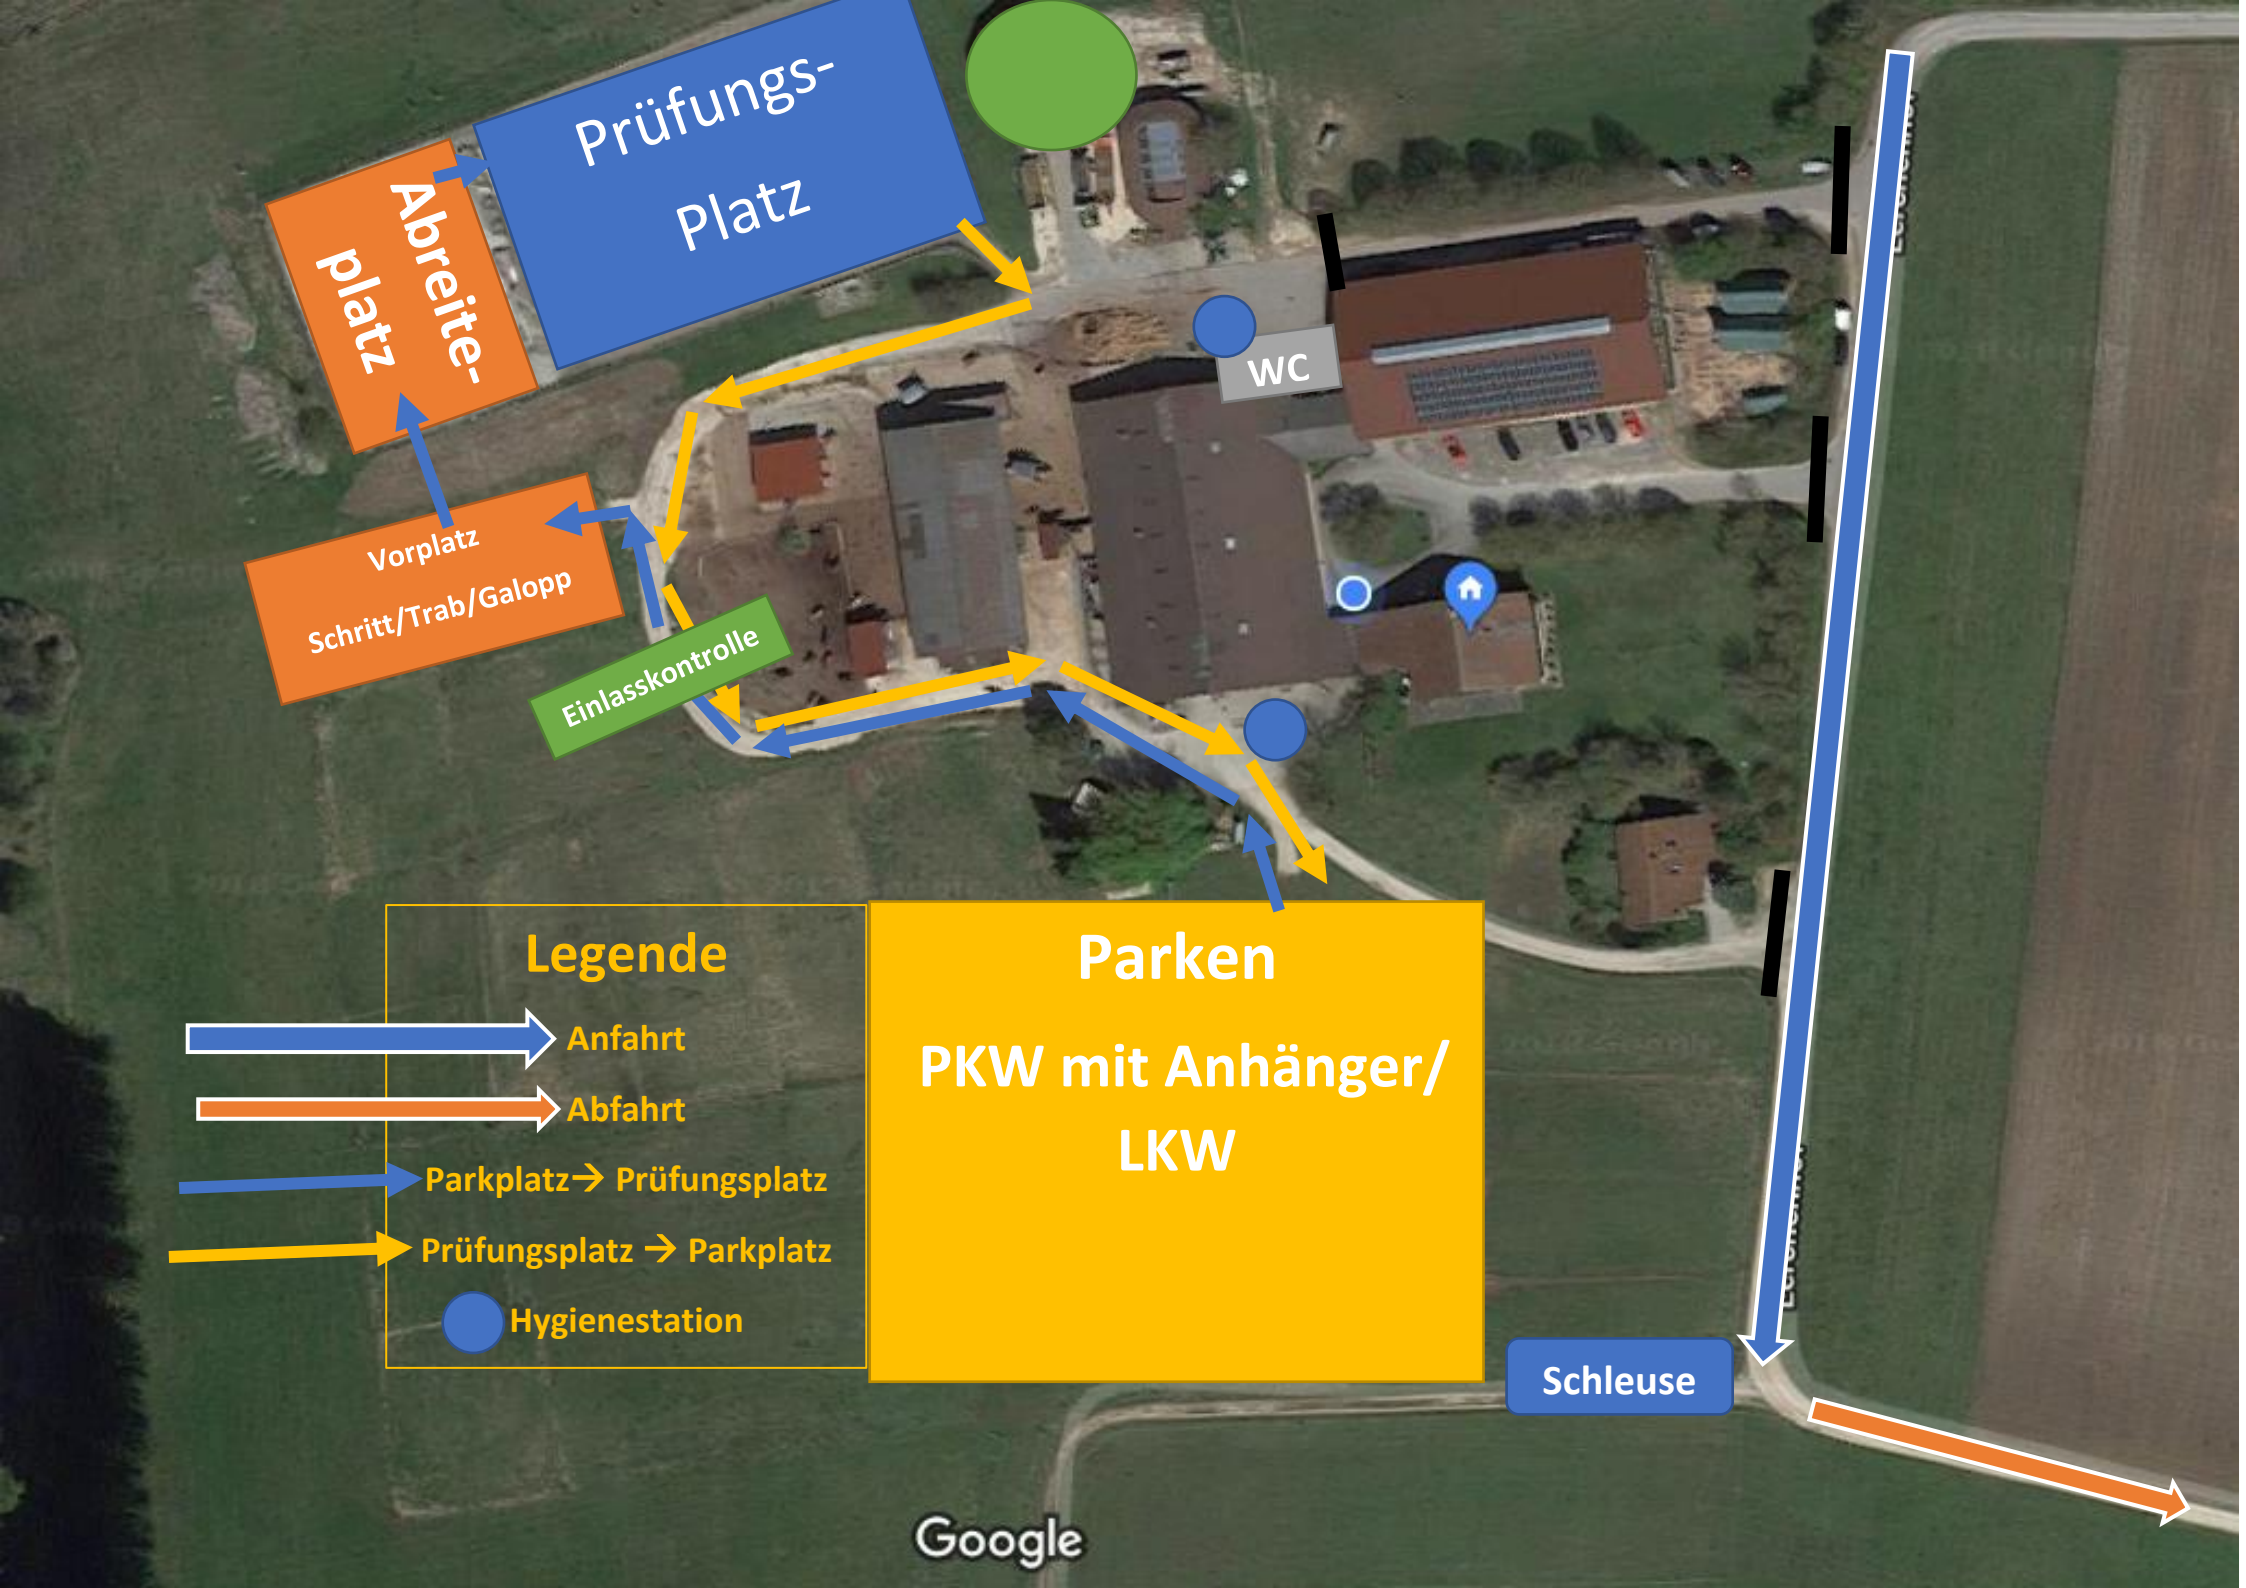 Prüfungs-
Platz
Abreite-
platz
WC
Vorplatz
Schritt/Trab/Galopp
Einlasskontrolle
Legende
Anfahrt
Abfahrt
Parkplatz→ Prüfungsplatz
Prüfungsplatz → Parkplatz
Hygienestation
Parken
PKW mit Anhänger/
LKW
Schleuse
Google